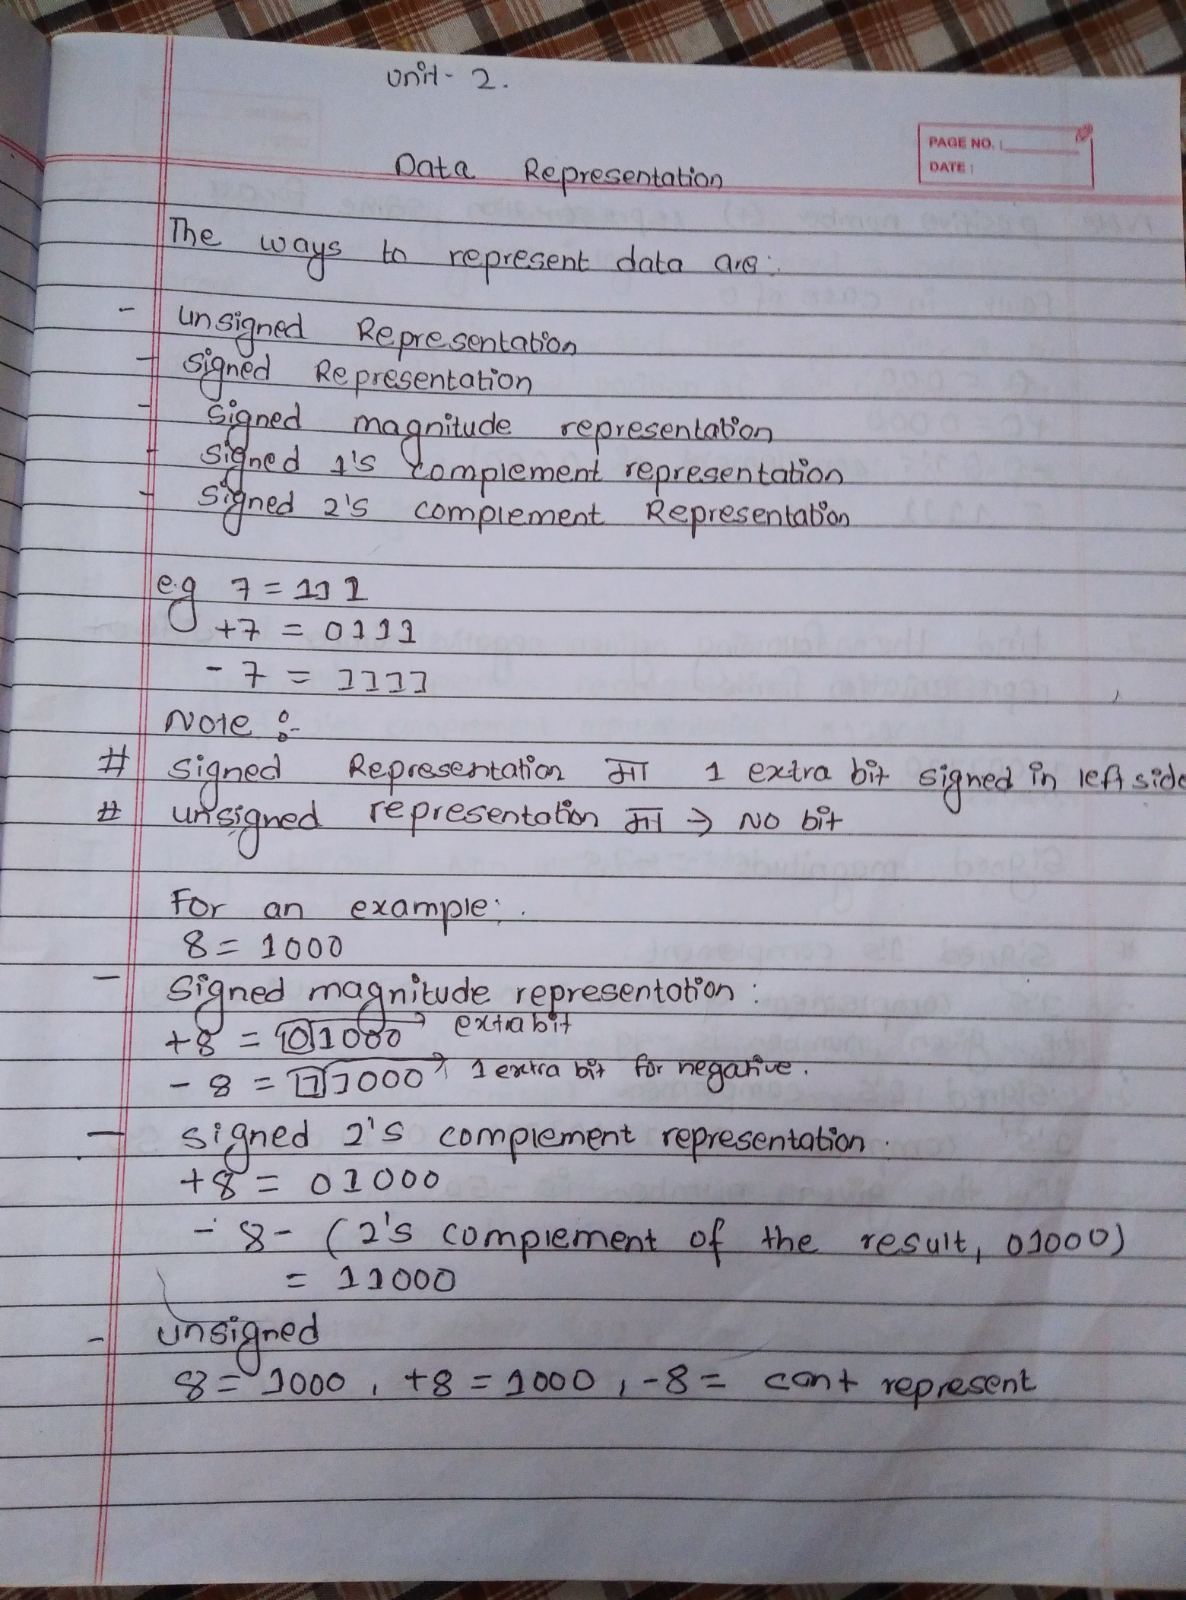 Unit- 2.
PAGE NO. :
DATE :
Data Representation
The ways to represent data are:
- unsigned Representation
- signed Representation
- signed magnitude representation
- signed 1's complement representation
- signed 2's complement Representation
e.g 7 = 111
+7 = 0111
- 7 = 1111
Note :-
# signed Representation मा 1 extra bit signed in left side
# unsigned representation मा → No bit
For an example:.
8 = 1000
- signed magnitude representation :
+8 = 01000 → extra bit
- 8 = 11000 → 1 extra bit for negative.
- signed 2's complement representation.
+8 = 01000
- 8 - (2's complement of the result, 01000)
= 11000
- unsigned
8 = 1000, +8 = 1000, -8 = cant represent